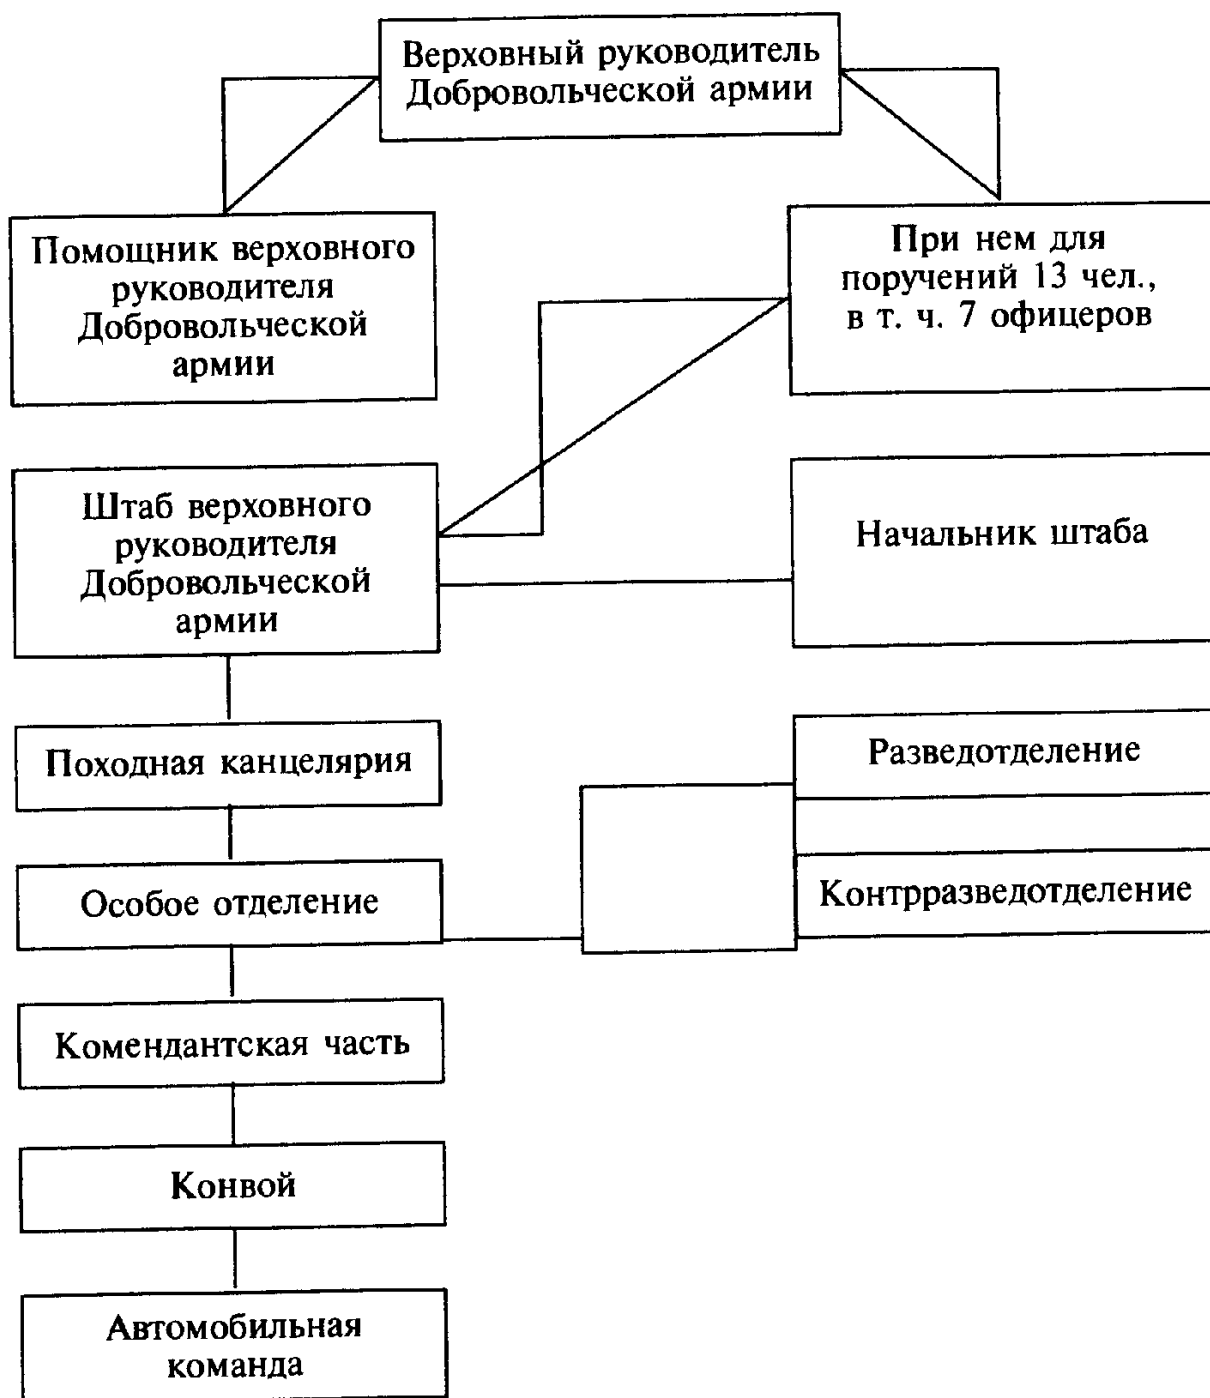 Верховный руководитель
Добровольческой армии
Помощник верховного
руководителя
Добровольческой
армии
При нем для
поручений 13 чел.,
в т. ч. 7 офицеров
Штаб верховного
руководителя
Добровольческой
армии
Начальник штаба
Походная канцелярия
Разведотделение
Особое отделение
Контрразведотделение
Комендантская часть
Конвой
Автомобильная
команда